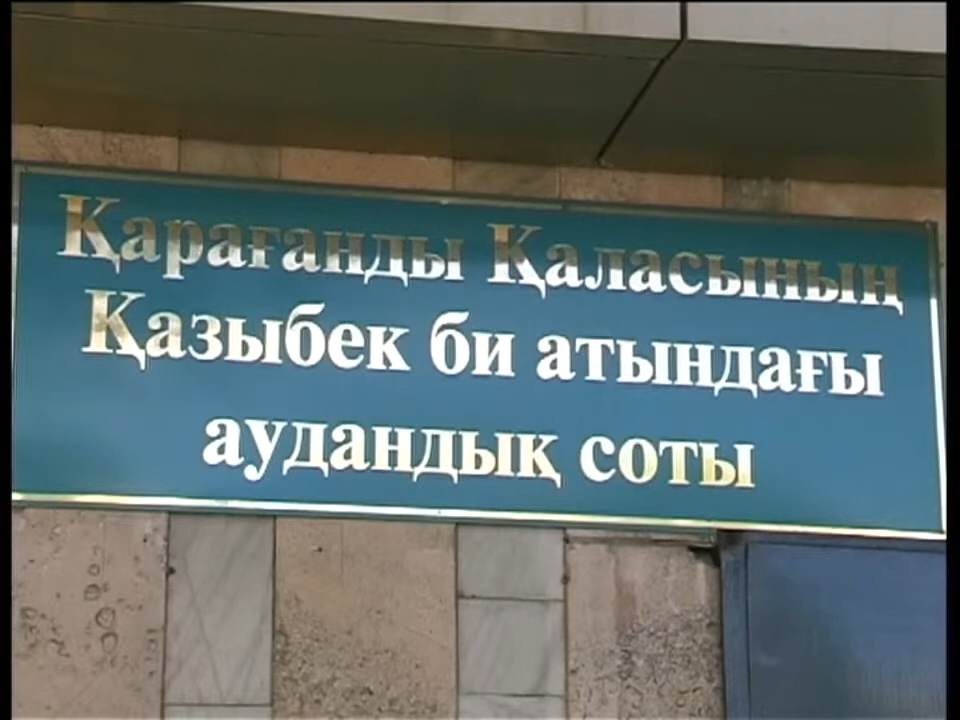 Қарағанды Қаласының
Қазыбек би атындағы
аудандық соты